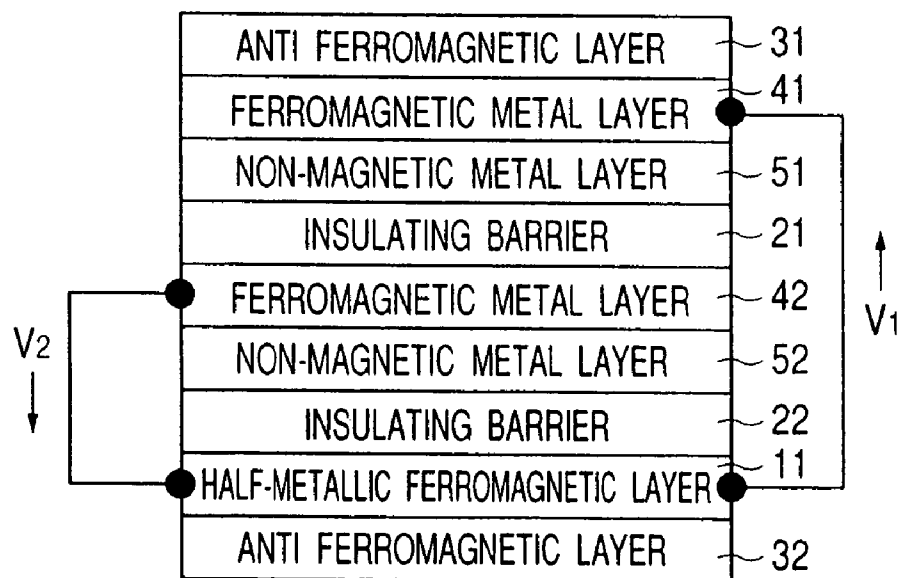 ANTI FERROMAGNETIC LAYER 31
FERROMAGNETIC METAL LAYER 41
NON-MAGNETIC METAL LAYER 51
INSULATING BARRIER 21
FERROMAGNETIC METAL LAYER 42
V1
V2
NON-MAGNETIC METAL LAYER 52
INSULATING BARRIER 22
HALF-METALLIC FERROMAGNETIC LAYER 11
ANTI FERROMAGNETIC LAYER 32